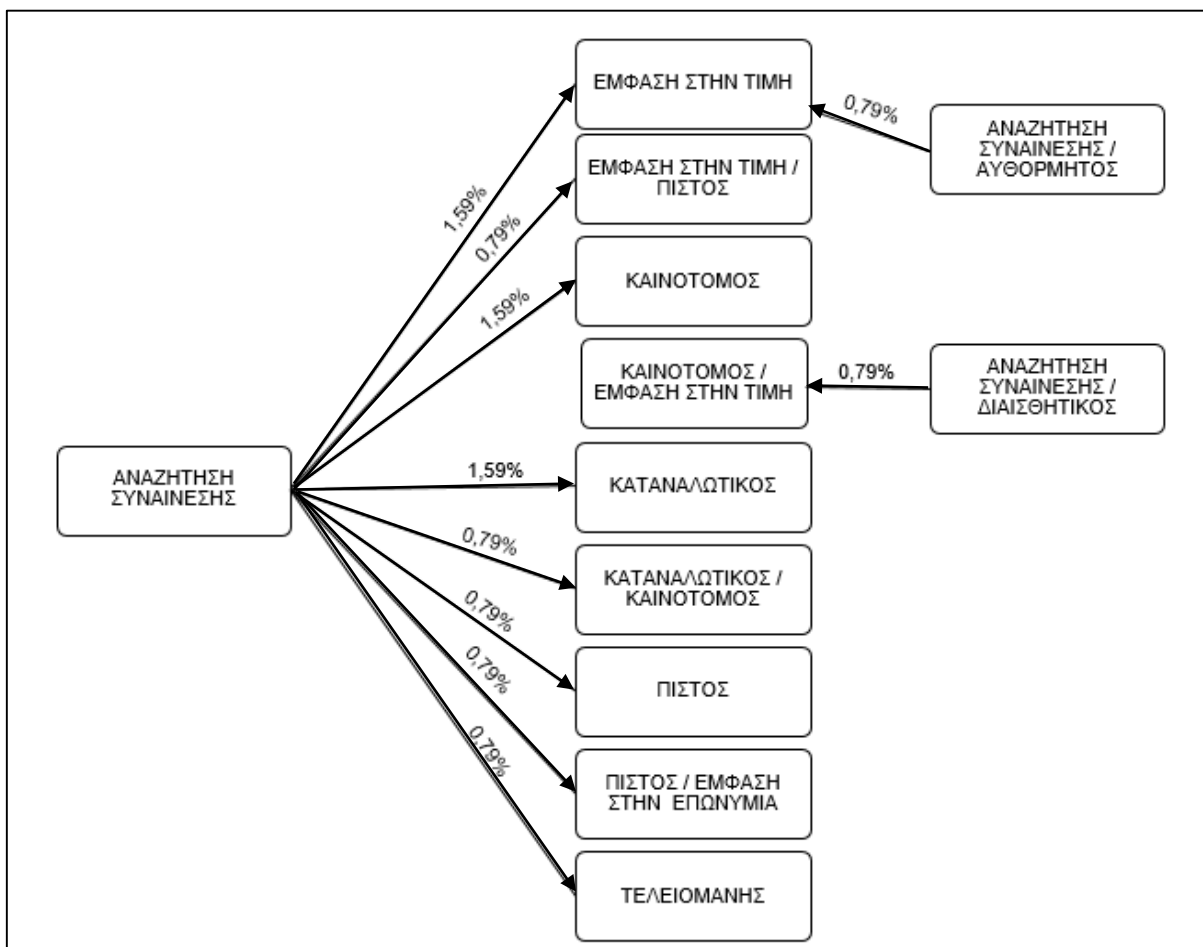 ΕΜΦΑΣΗ ΣΤΗΝ ΤΙΜΗ
0,79%
ΑΝΑΖΗΤΗΣΗ
ΣΥΝΑΙΝΕΣΗΣ /
ΑΥΘΟΡΜΗΤΟΣ
1,59%
ΕΜΦΑΣΗ ΣΤΗΝ ΤΙΜΗ /
ΠΙΣΤΟΣ
0,79%
ΚΑΙΝΟΤΟΜΟΣ
1,59%
ΚΑΙΝΟΤΟΜΟΣ /
ΕΜΦΑΣΗ ΣΤΗΝ ΤΙΜΗ
0,79%
ΑΝΑΖΗΤΗΣΗ
ΣΥΝΑΙΝΕΣΗΣ /
ΔΙΑΙΣΘΗΤΙΚΟΣ
ΑΝΑΖΗΤΗΣΗ
ΣΥΝΑΙΝΕΣΗΣ
1,59%
ΚΑΤΑΝΑΛΩΤΙΚΟΣ
0,79%
ΚΑΤΑΝΑΛΩΤΙΚΟΣ /
ΚΑΙΝΟΤΟΜΟΣ
0,79%
ΠΙΣΤΟΣ
0,79%
ΠΙΣΤΟΣ / ΕΜΦΑΣΗ
ΣΤΗΝ ΕΠΩΝΥΜΙΑ
0,79%
ΤΕΛΕΙΟΜΑΝΗΣ